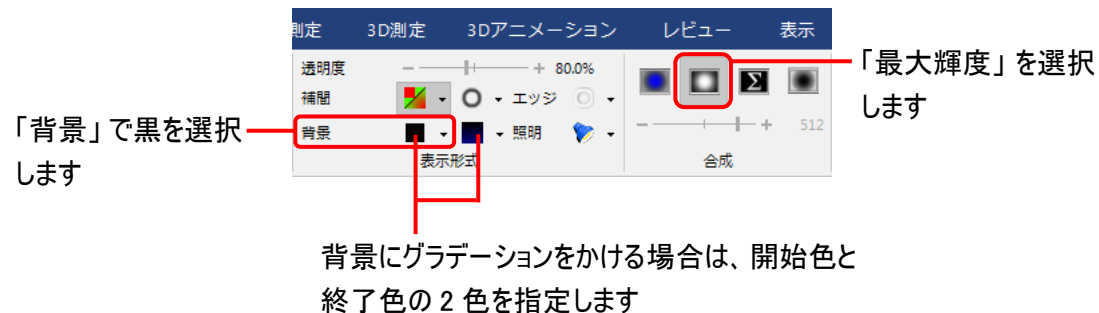 測定 3D測定 3Dアニメーション レビュー 表示
透明度 80.0%
補間 エッジ
背景 照明
512
表示形式 合成
「最大輝度」を選択
します
「背景」で黒を選択
します
背景にグラデーションをかける場合は、開始色と
終了色の 2 色を指定します